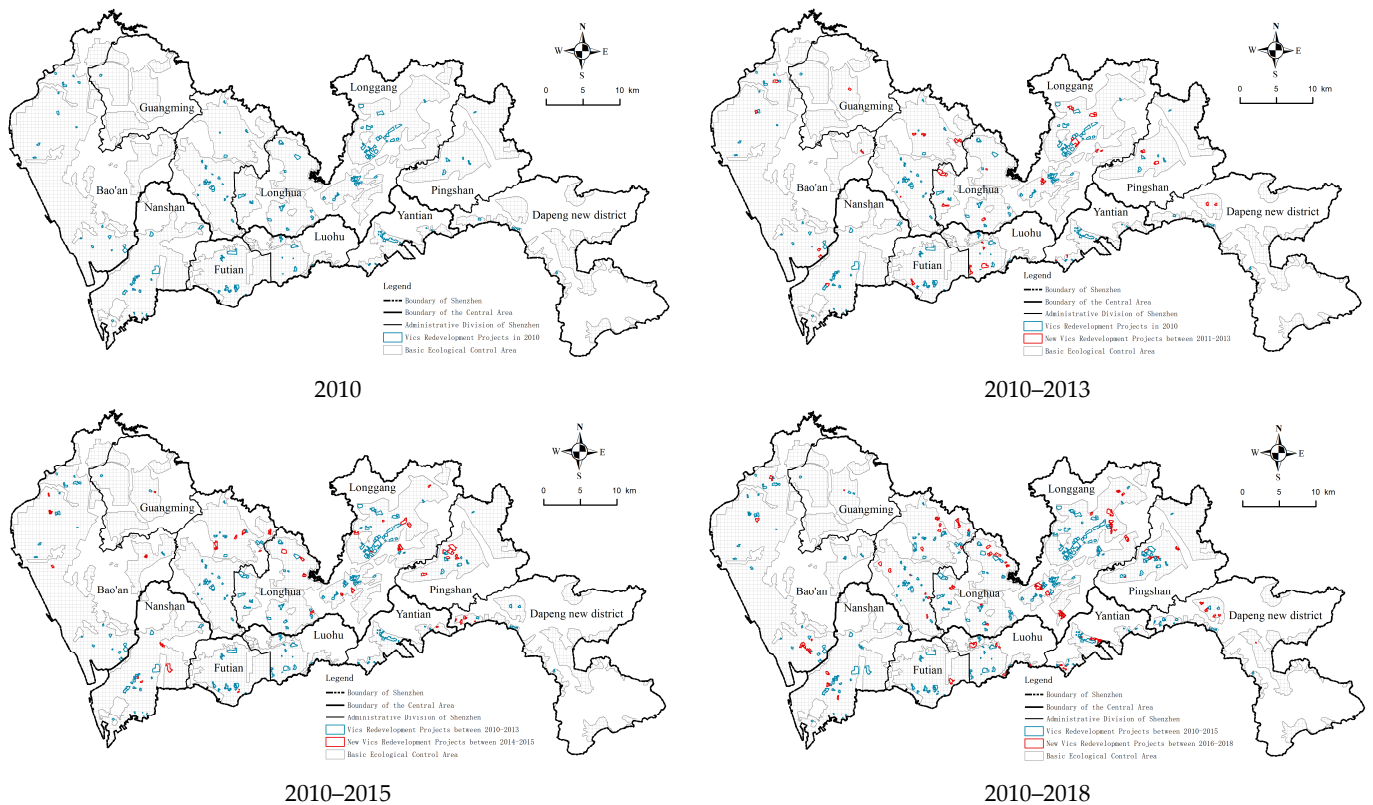 N
W E
S
0 10 20 km
Longgang
Guangming
Bao'an
Longhua
Pingshan
Nanshan
Yantian
Dapeng new district
Luohu
Futian
Legend
Boundary of Shenzhen
Boundary of the Central Area
Administrative Division of Shenzhen
Vics Redevelopment Projects in 2010
Basic Ecological Control Area
2010
N
W E
S
0 10 20 km
Longgang
Guangming
Bao'an
Longhua
Pingshan
Nanshan
Yantian
Dapeng new district
Luohu
Futian
Legend
Boundary of Shenzhen
Boundary of the Central Area
Administrative Division of Shenzhen
Vics Redevelopment Projects in 2010
New Vics Redevelopment Projects between 2011-2013
Basic Ecological Control Area
2010–2013
N
W E
S
0 10 20 km
Longgang
Guangming
Bao'an
Longhua
Pingshan
Nanshan
Yantian
Dapeng new district
Luohu
Futian
Legend
Boundary of Shenzhen
Boundary of the Central Area
Administrative Division of Shenzhen
Vics Redevelopment Projects between 2010-2013
New Vics Redevelopment Projects between 2014-2015
Basic Ecological Control Area
2010–2015
N
W E
S
0 10 20 km
Longgang
Guangming
Bao'an
Longhua
Pingshan
Nanshan
Yantian
Dapeng new district
Luohu
Futian
Legend
Boundary of Shenzhen
Boundary of the Central Area
Administrative Division of Shenzhen
Vics Redevelopment Projects between 2010-2015
New Vics Redevelopment Projects between 2016-2018
Basic Ecological Control Area
2010–2018